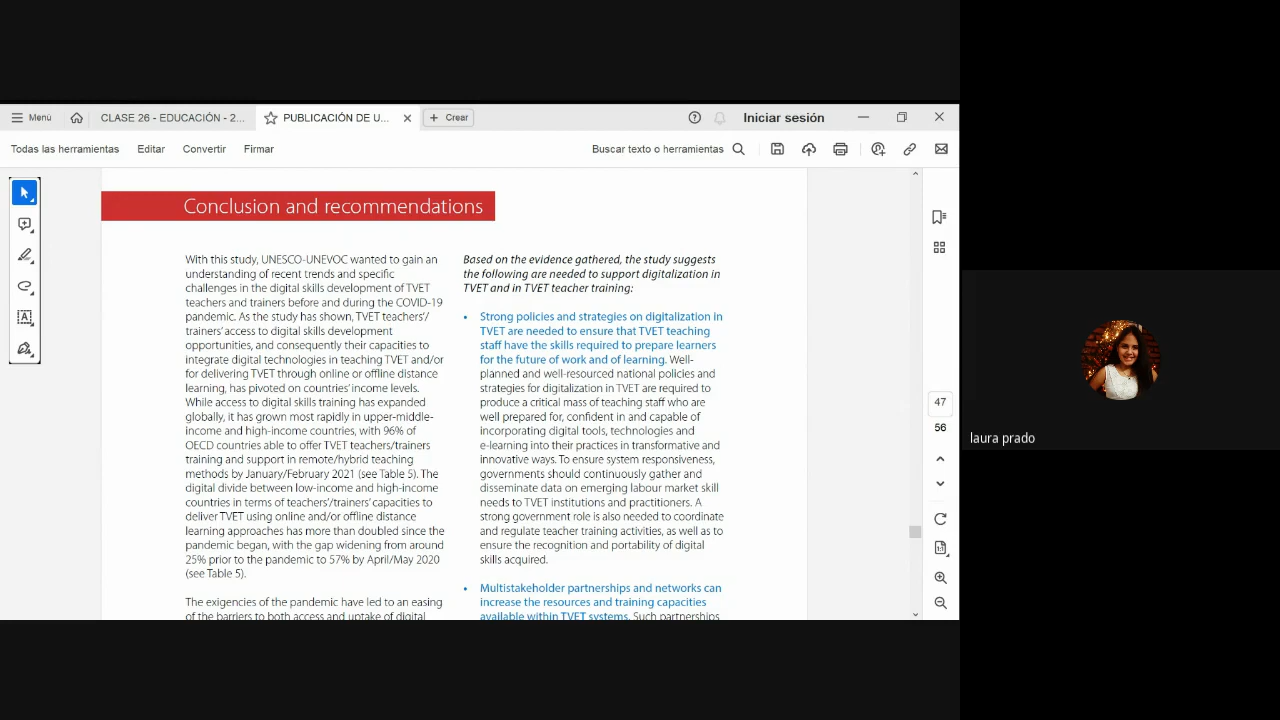 Menú
CLASE 26 - EDUCACIÓN - 2...
PUBLICACIÓN DE U...
Crear
Iniciar sesión
Todas las herramientas
Editar
Convertir
Firmar
Buscar texto o herramientas
Conclusion and recommendations
With this study, UNESCO-UNEVOC wanted to gain an
understanding of recent trends and specific
challenges in the digital skills development of TVET
teachers and trainers before and during the COVID-19
pandemic. As the study has shown, TVET teachers'/
trainers' access to digital skills development
opportunities, and consequently their capacities to
integrate digital technologies in teaching TVET and/or
for delivering TVET through online or offline distance
learning, has pivoted on countries' income levels.
While access to digital skills training has expanded
globally, it has grown most rapidly in upper-middle-
income and high-income countries, with 96% of
OECD countries able to offer TVET teachers/trainers
training and support in remote/hybrid teaching
methods by January/February 2021 (see Table 5). The
digital divide between low-income and high-income
countries in terms of teachers'/trainers' capacities to
deliver TVET using online and/or offline distance
learning approaches has more than doubled since the
pandemic began, with the gap widening from around
25% prior to the pandemic to 57% by April/May 2020
(see Table 5).
The exigencies of the pandemic have led to an easing
of the barriers to both access and uptake of digital
Based on the evidence gathered, the study suggests
the following are needed to support digitalization in
TVET and in TVET teacher training:
• Strong policies and strategies on digitalization in
TVET are needed to ensure that TVET teaching
staff have the skills required to prepare learners
for the future of work and of learning. Well-
planned and well-resourced national policies and
strategies for digitalization in TVET are required to
produce a critical mass of teaching staff who are
well prepared for, confident in and capable of
incorporating digital tools, technologies and
e-learning into their practices in transformative and
innovative ways. To ensure system responsiveness,
governments should continuously gather and
disseminate data on emerging labour market skill
needs to TVET institutions and practitioners. A
strong government role is also needed to coordinate
and regulate teacher training activities, as well as to
ensure the recognition and portability of digital
skills acquired.
• Multistakeholder partnerships and networks can
increase the resources and training capacities
available within TVET systems. Such partnerships
47
56
laura prado